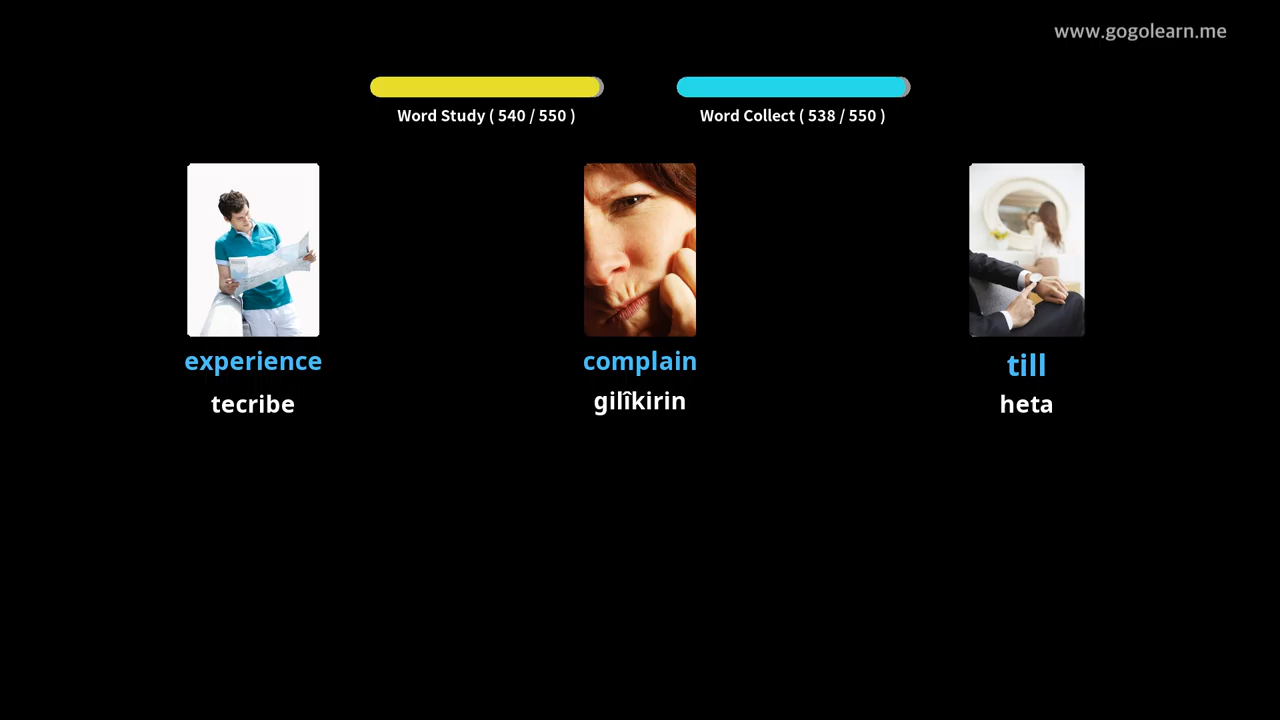 www.gogolearn.me
Word Study ( 540 / 550 )
Word Collect ( 538 / 550 )
experience
complain
till
tecribe
gilîkirin
heta